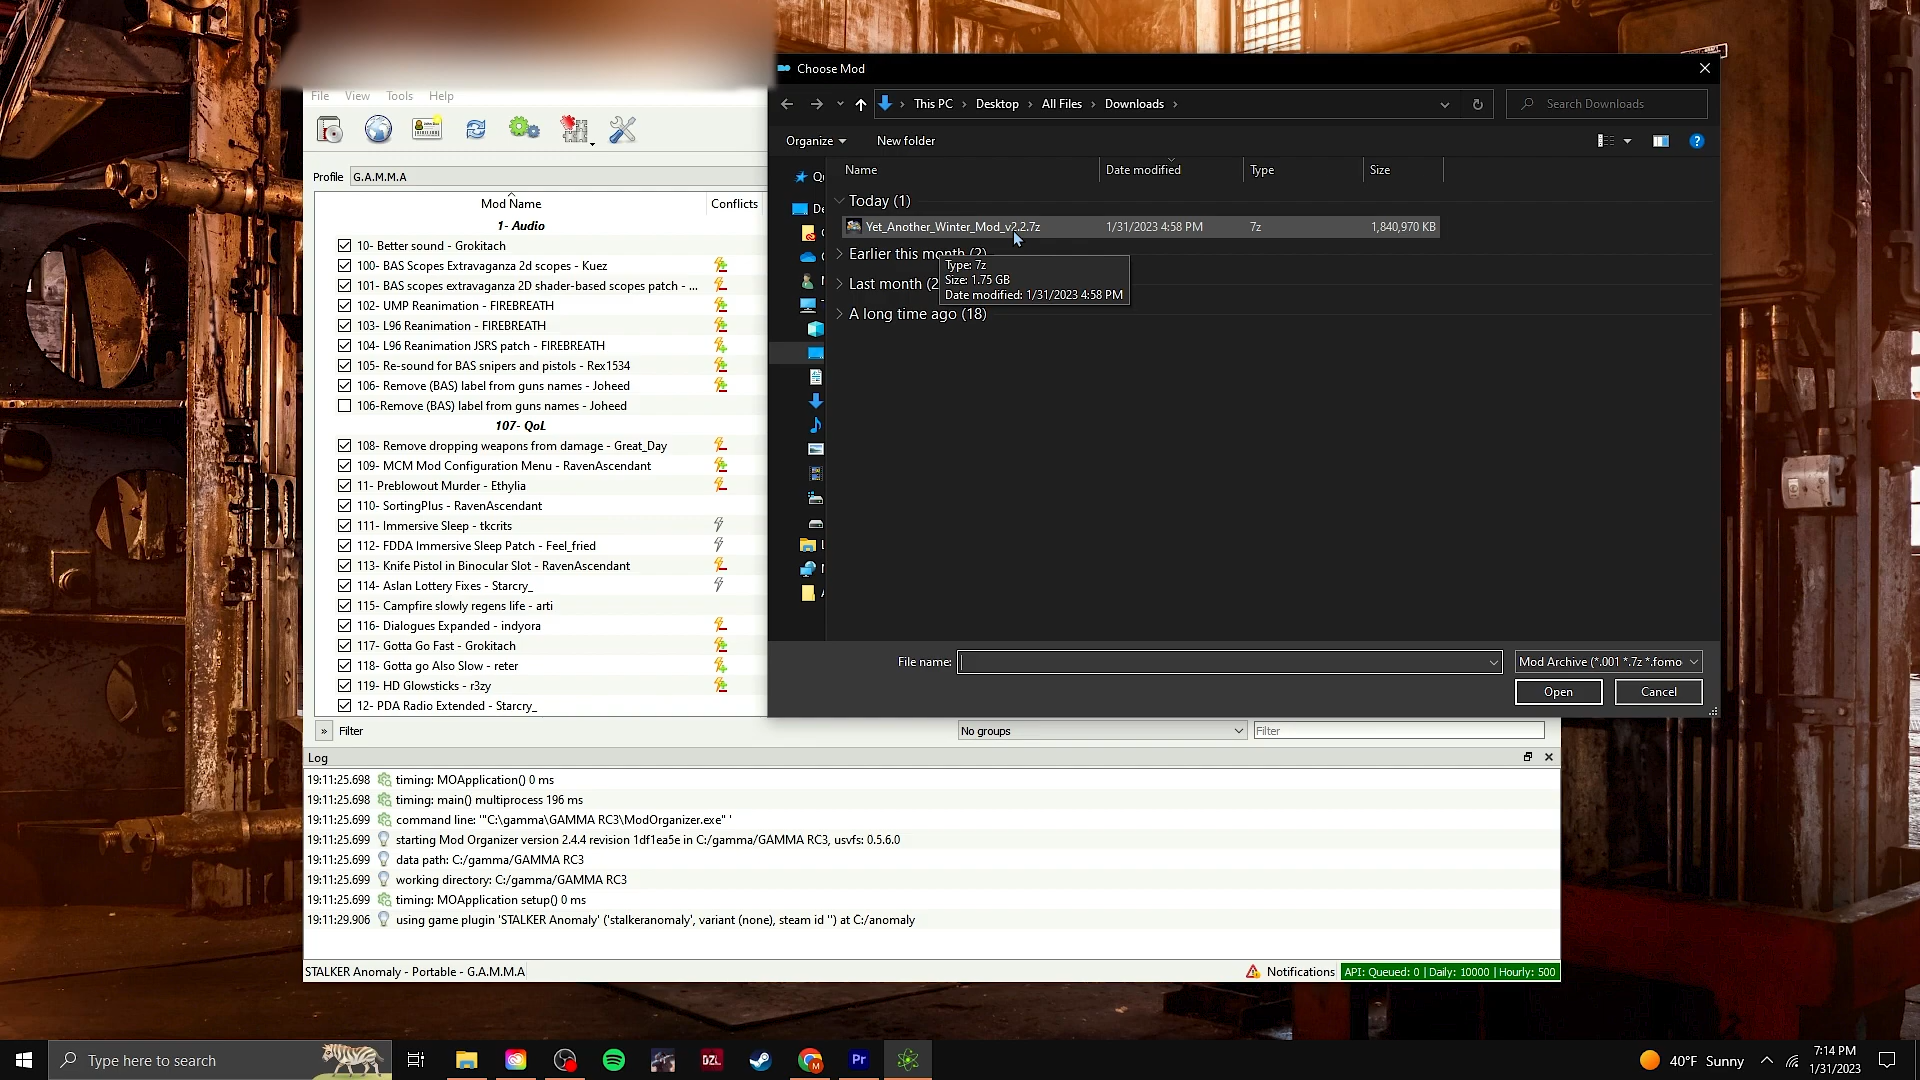 Choose Mod
File View Tools Help
This PC > Desktop > All Files > Downloads >
Search Downloads
Organize
New folder
Profile G.A.M.M.A
Name Date modified Type Size
Mod Name Conflicts
Today (1)
Yet_Another_Winter_Mod_v2.2.7z 1/31/2023 4:58 PM 7z 1,840,970 KB
Earlier this month (2)
Type: 7z
Size: 1.75 GB
Date modified: 1/31/2023 4:58 PM
Last month (2
A long time ago (18)
1- Audio
10- Better sound - Grokitach
100- BAS Scopes Extravaganza 2d scopes - Kuez
101- BAS scopes extravaganza 2D shader-based scopes patch - ...
102- UMP Reanimation - FIREBREATH
103- L96 Reanimation - FIREBREATH
104- L96 Reanimation JSRS patch - FIREBREATH
105- Re-sound for BAS snipers and pistols - Rex1534
106- Remove (BAS) label from guns names - Joheed
106-Remove (BAS) label from guns names - Joheed
107- QoL
108- Remove dropping weapons from damage - Great_Day
109- MCM Mod Configuration Menu - RavenAscendant
11- Preblowout Murder - Ethylia
110- SortingPlus - RavenAscendant
111- Immersive Sleep - tkcrits
112- FDDA Immersive Sleep Patch - Feel_fried
113- Knife Pistol in Binocular Slot - RavenAscendant
114- Aslan Lottery Fixes - Starcry_
115- Campfire slowly regens life - arti
116- Dialogues Expanded - indyora
117- Gotta Go Fast - Grokitach
118- Gotta go Also Slow - reter
119- HD Glowsticks - r3zy
12- PDA Radio Extended - Starcry_
File name:
Mod Archive (*.001 *.7z *.fomo
Open
Cancel
» Filter
No groups
Filter
Log
19:11:25.698 timing: MOApplication() 0 ms
19:11:25.698 timing: main() multiprocess 196 ms
19:11:25.699 command line: '"C:\gamma\GAMMA RC3\ModOrganizer.exe" '
19:11:25.699 starting Mod Organizer version 2.4.4 revision 1df1ea5e in C:/gamma/GAMMA RC3, usvfs: 0.5.6.0
19:11:25.699 data path: C:/gamma/GAMMA RC3
19:11:25.699 working directory: C:/gamma/GAMMA RC3
19:11:25.699 timing: MOApplication setup() 0 ms
19:11:29.906 using game plugin 'STALKER Anomaly' ('stalkeranomaly', variant (none), steam id '') at C:/anomaly
STALKER Anomaly - Portable - G.A.M.M.A
Notifications
API: Queued: 0 | Daily: 10000 | Hourly: 500
Type here to search
DZL
Pr
40°F Sunny
7:14 PM
1/31/2023